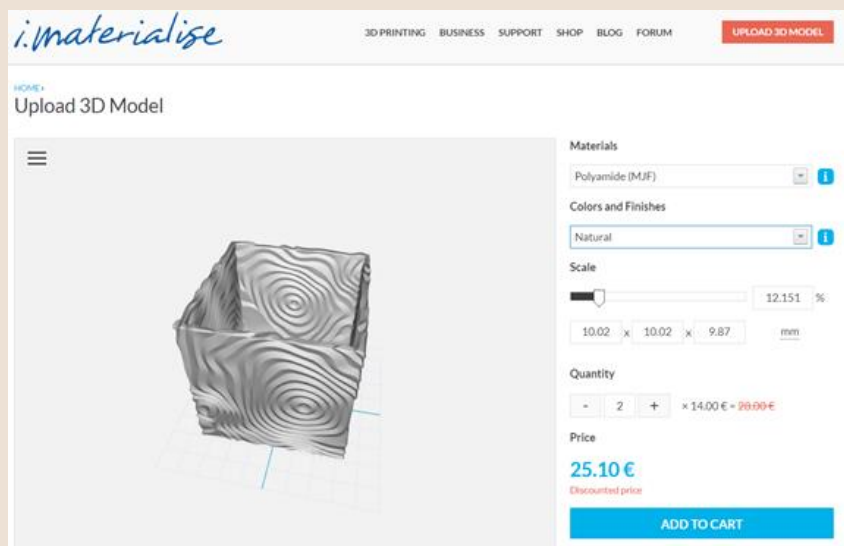 i.materialise
3D PRINTING BUSINESS SUPPORT SHOP BLOG FORUM UPLOAD 3D MODEL
HOME ›
Upload 3D Model
Materials
Polyamide (MJF)
Colors and Finishes
Natural
Scale
12.151 %
10.02 x 10.02 x 9.87 mm
Quantity
- 2 + × 14.00 € = 28.00 €
Price
25.10 €
Discounted price
ADD TO CART